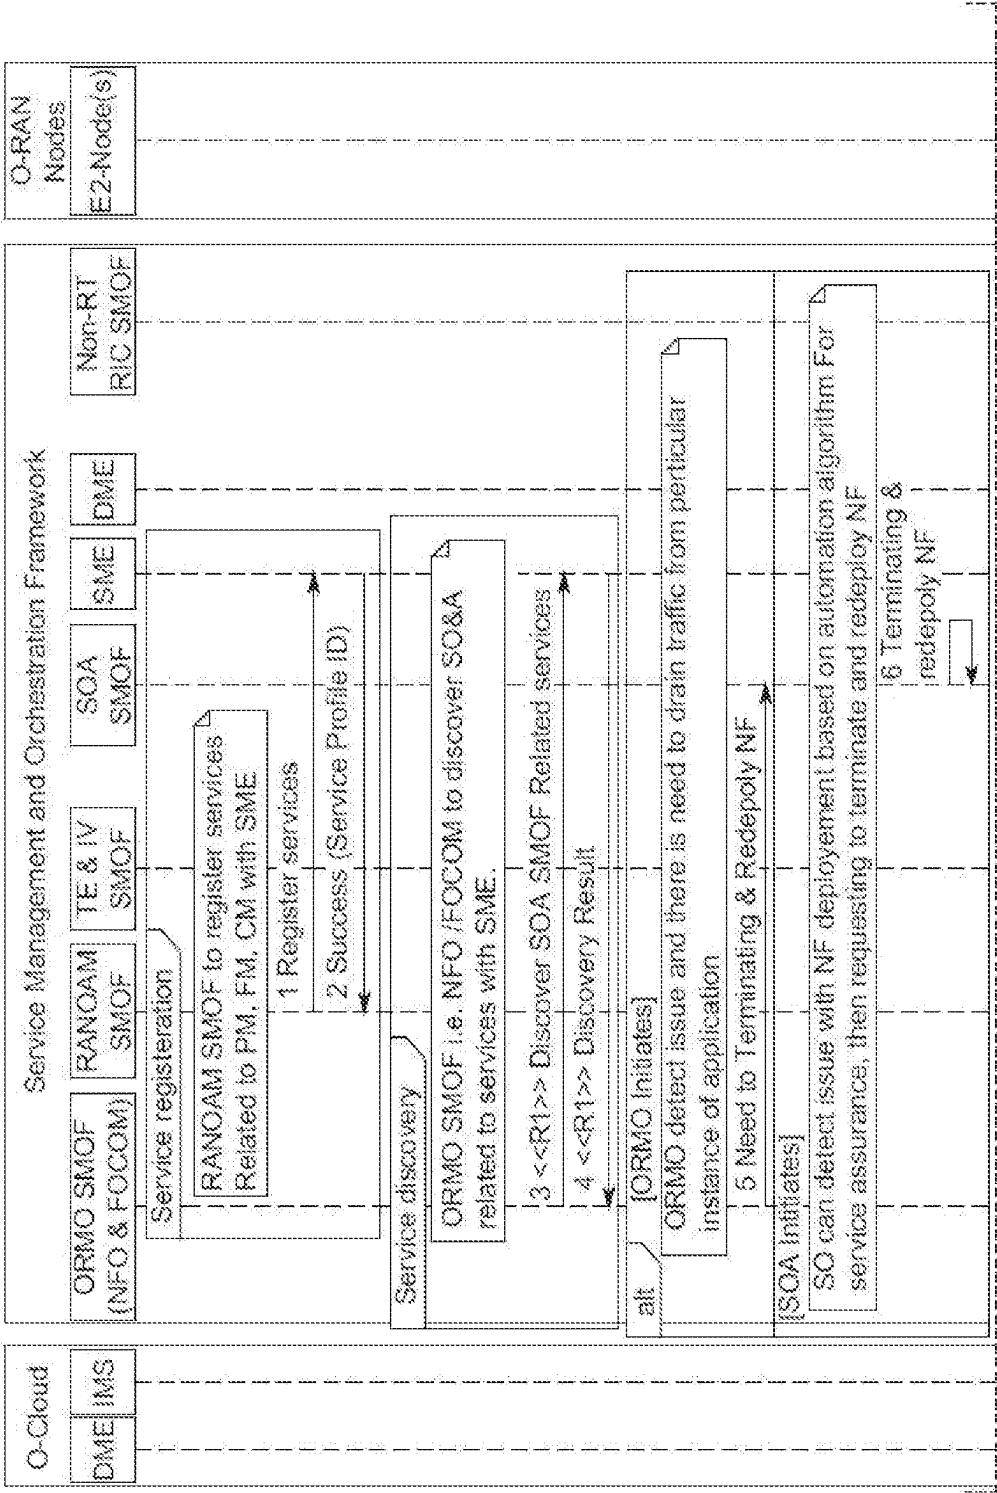 O-Cloud
DME
IMS
Service Management and Orchestration Framework
ORMO SMOF
(NFO & FOCOM)
RANOAM
SMOF
TE & IV
SMOF
SOA
SMOF
SME
DME
Non-RT
RIC SMOF
O-RAN
Nodes
E2-Node(s)
Service registeration
RANOAM SMOF to register services
Related to PM, FM, CM with SME
1 Register services
2 Success (Service Profile ID)
Service discovery
ORMO SMOF i.e. NFO /FOCOM to discover SO&A
related to services with SME.
3 <<R1>> Discover SOA SMOF Related services
4 <<R1>> Discovery Result
alt
[ORMO Initiates]
ORMO detect issue and there is need to drain traffic from perticular
instance of application
5 Need to Terminating & Redepoly NF
[SOA Intitiates]
SO can detect issue with NF deployement based on automation algorithm For
service assurance, then requesting to terminate and redeploy NF
6 Terminating &
redepoly NF